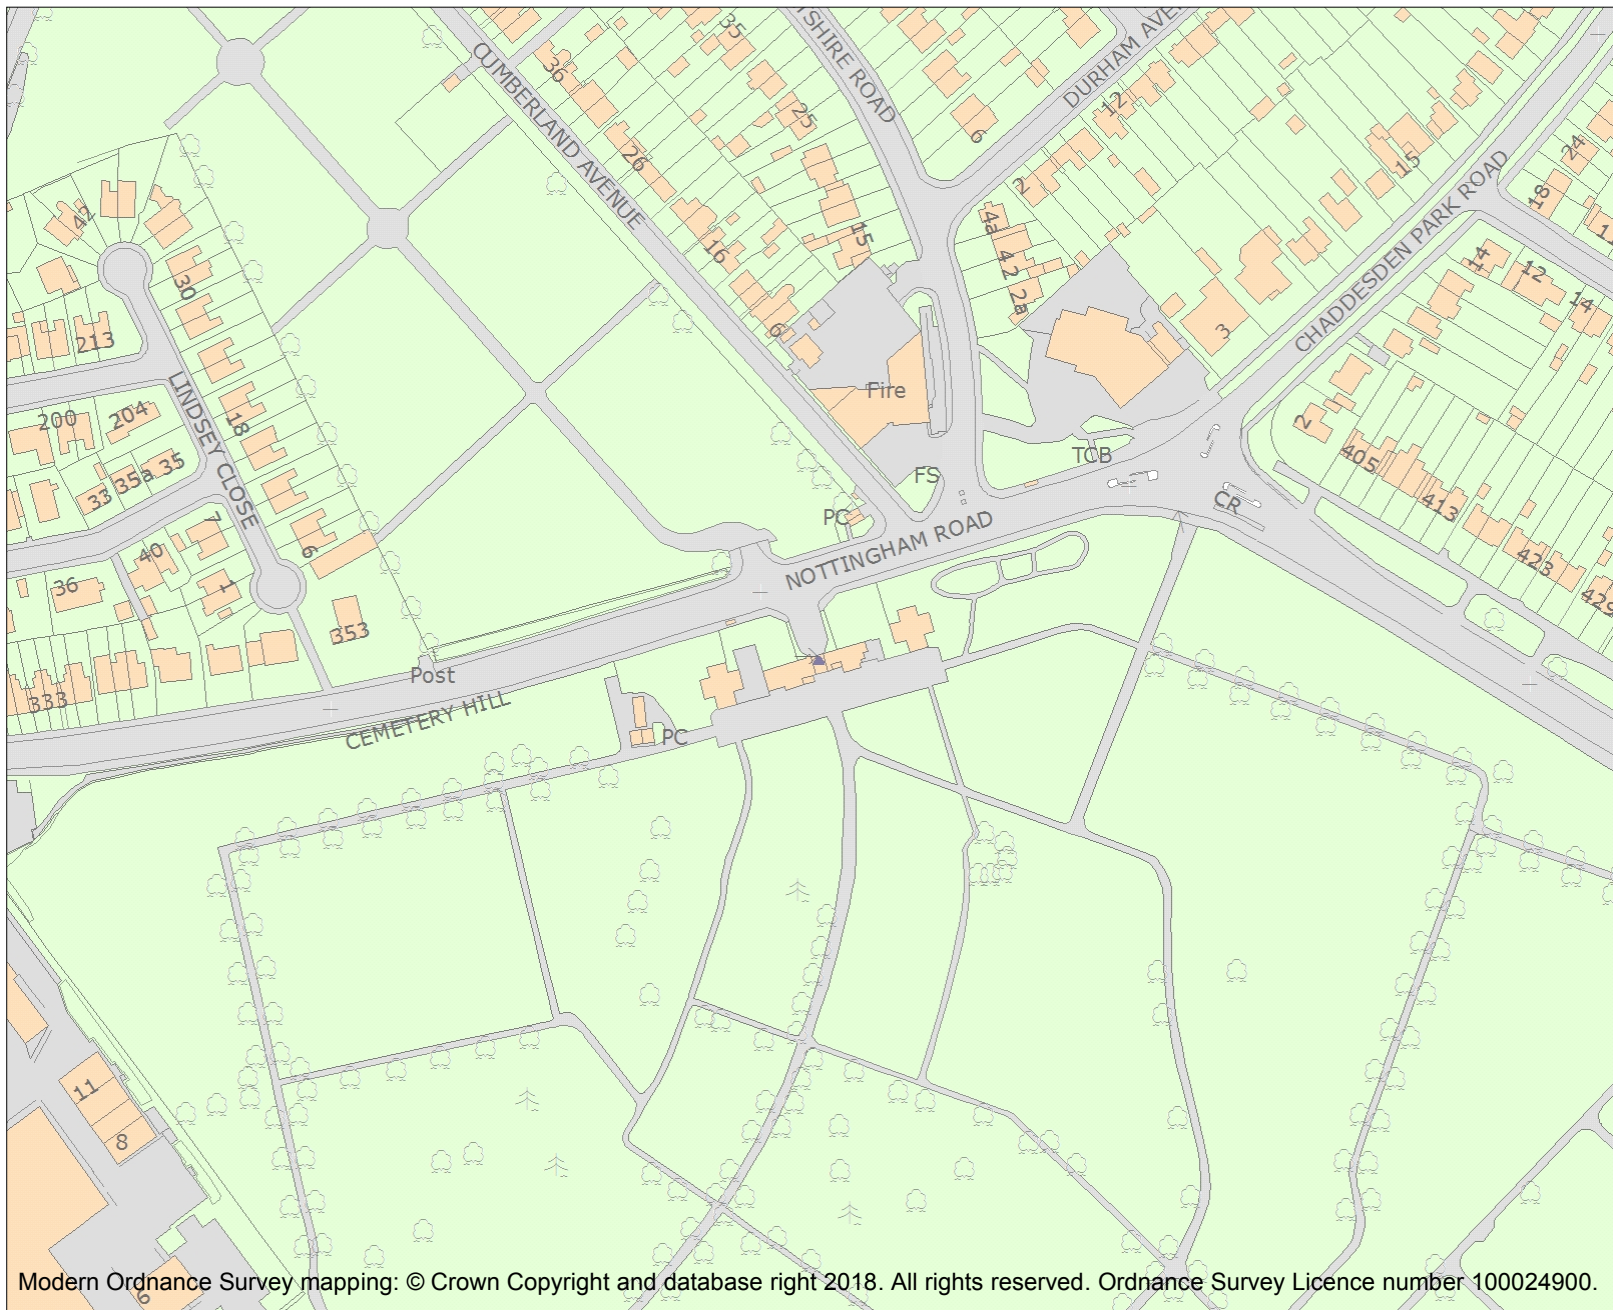 35
TSHIRE ROAD
DURHAM AVE
CUMBERLAND AVENUE
36
25
12
6
26
24
15
CHADDESDEN PARK ROAD
2
18
42
4a
15
16
14
12
30
4 2
2a
14
6
3
213
LINDSEY CLOSE
Fire
204
200
18
2
TCB
405
35
35a
33
FS
CR
413
7
PC
NOTTINGHAM ROAD
40
6
423
36
1
429
353
Post
333
CEMETERY HILL
PC
11
8
6
Modern Ordnance Survey mapping: © Crown Copyright and database right 2018. All rights reserved. Ordnance Survey Licence number 100024900.